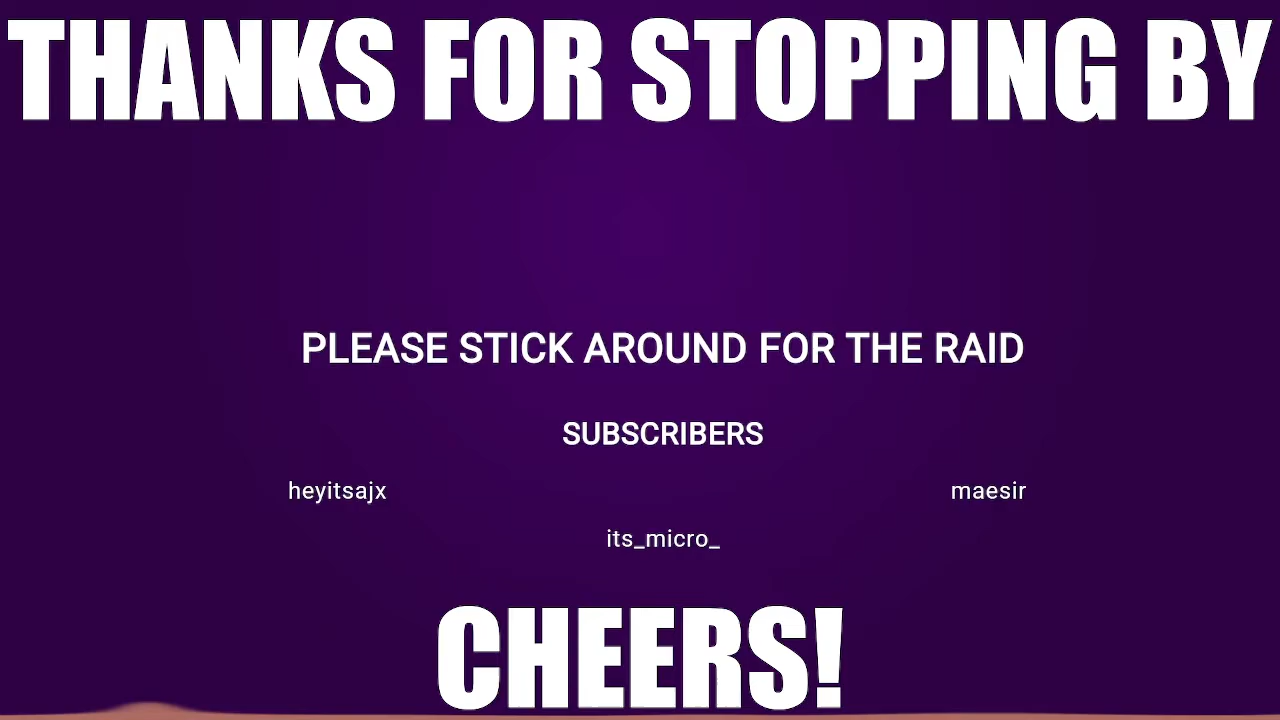 THANKS FOR STOPPING BY
PLEASE STICK AROUND FOR THE RAID
SUBSCRIBERS
heyitsajx
maesir
its_micro_
CHEERS!